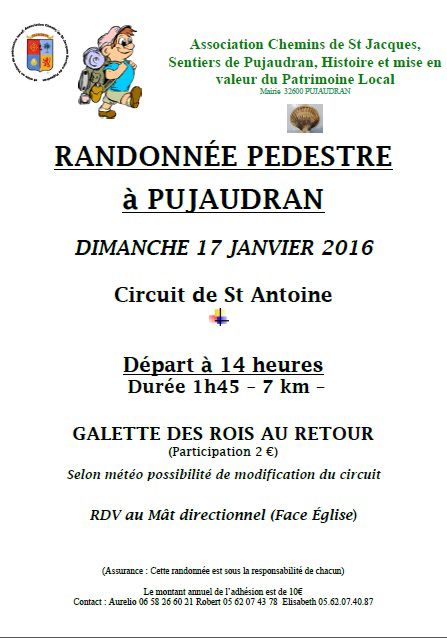 Association Chemins de St Jacques,
Sentiers de Pujaudran, Histoire et mise en
valeur du Patrimoine Local
Mairie 32600 PUJAUDRAN
RANDONNÉE PEDESTRE
à PUJAUDRAN
DIMANCHE 17 JANVIER 2016
Circuit de St Antoine
Départ à 14 heures
Durée 1h45 – 7 km –
GALETTE DES ROIS AU RETOUR
(Participation 2 €)
Selon météo possibilité de modification du circuit
RDV au Mât directionnel (Face Église)
(Assurance : Cette randonnée est sous la responsabilité de chacun)
Le montant annuel de l'adhésion est de 10€
Contact : Aurelio 06 58 26 60 21 Robert 05 62 07 43 78 Elisabeth 05.62.07.40.87